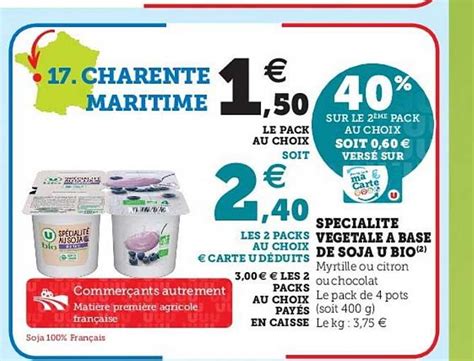 17. CHARENTE
MARITIME
1€,50
LE PACK
AU CHOIX
SOIT
2€,40
LES 2 PACKS
AU CHOIX
€ CARTE U DÉDUITS
3,00 € € LES 2
PACKS
AU CHOIX
PAYÉS
EN CAISSE
40%
SUR LE 2ÈME PACK
AU CHOIX
SOIT 0,60 €
VERSÉ SUR
ma
Carte
U
SPECIALITE
VEGETALE A BASE
DE SOJA U BIO(2)
Myrtille ou citron
ou chocolat
Le pack de 4 pots
(soit 400 g)
Le kg : 3,75 €
U
bio
SPÉCIALITÉ
AU SOJA
Commerçants autrement
Matière première agricole
française
Soja 100% Français